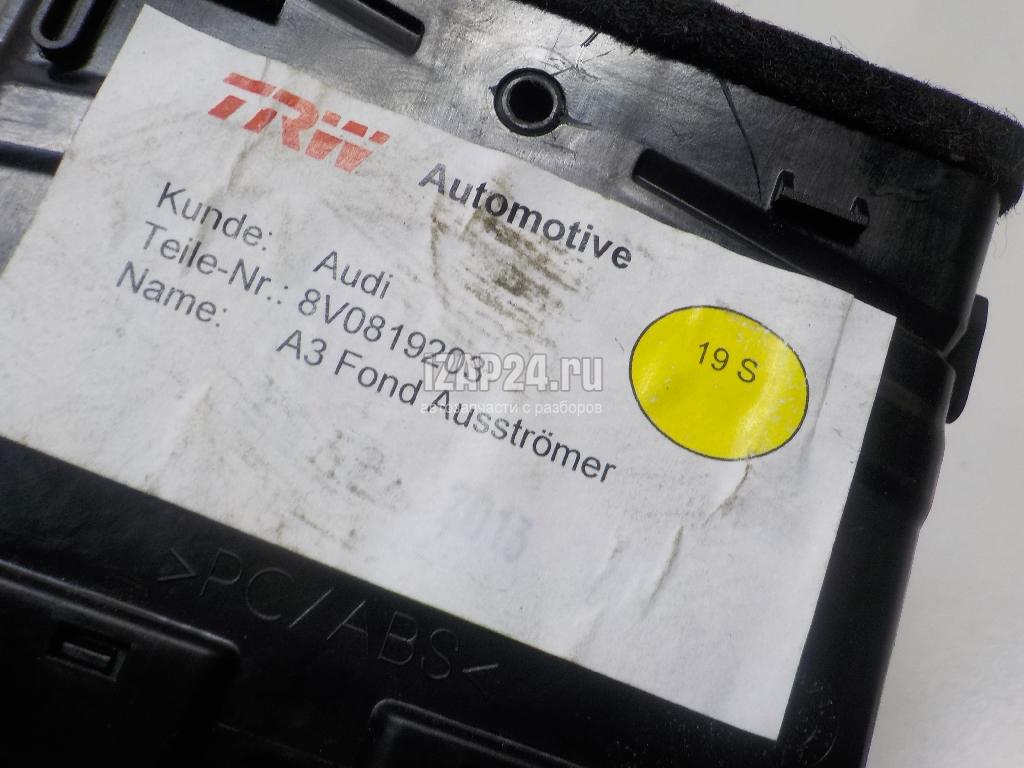 TRW Automotive
Kunde: Audi
Teile-Nr.: 8V0819203
Name: A3 Fond Ausströmer
19 S
IZAP24.ru
автозапчасти с разборов
2013
>PC/ABS<